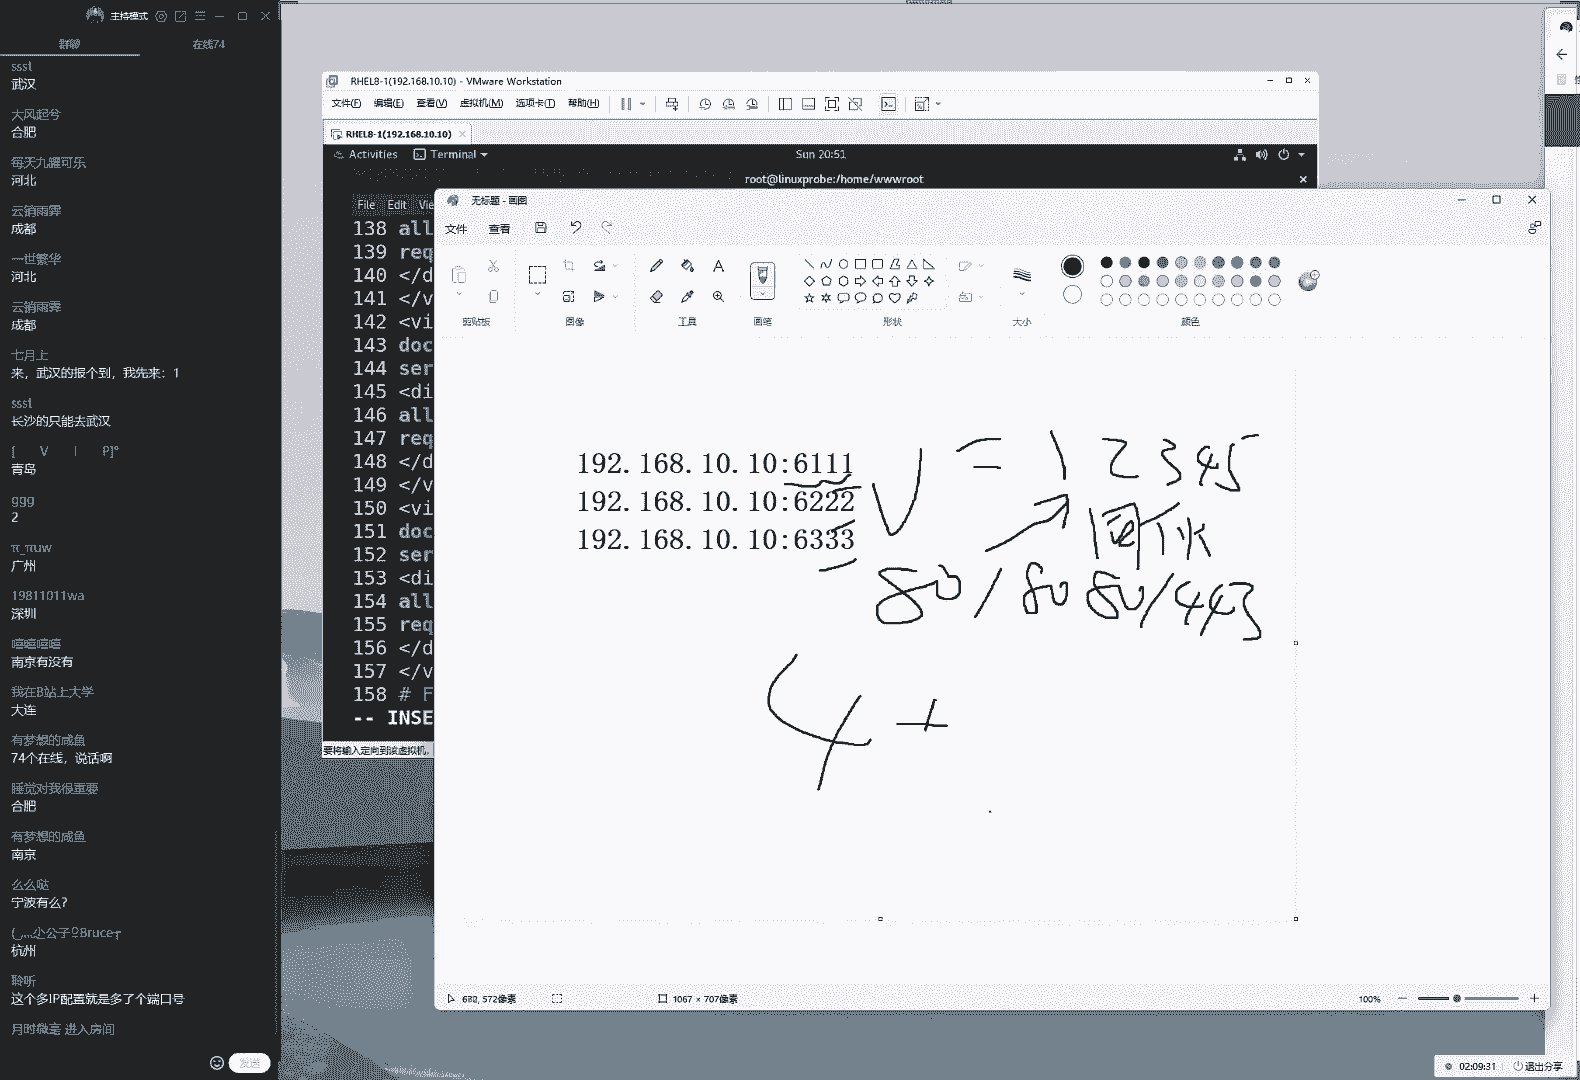 主持模式
群聊
在线74
ssst
武汉
大风起兮
合肥
每天九罐可乐
河北
云销雨霁
成都
一世繁华
河北
云销雨霁
成都
七月上
来，武汉的报个到，我先来：1
ssst
长沙的只能去武汉
[ V I P]°
青岛
ggg
2
π_πuw
广州
19811011wa
深圳
嘻嘻嘻嘻
南京有没有
我在B站上大学
大连
有梦想的咸鱼
74个在线，说话啊
睡觉对我很重要
合肥
有梦想的咸鱼
南京
么么哒
宁波有么?
杭州
聆听
这个多IP配置就是多了个端口号
进入房间
发送
RHEL8-1(192.168.10.10) - VMware Workstation
文件(F) 编辑(E) 查看(V) 虚拟机(M) 选项卡(T) 帮助(H)
RHEL8-1(192.168.10.10)
Activities Terminal Sun 20:51
root@linuxprobe:/home/wwwroot
File Edit Vie
138 all
139 req
140 </d
141 </v
142 <vi
143 doc
144 ser
145 <di
146 all
147 req
148 </d
149 </v
150 <vi
151 doc
152 ser
153 <di
154 all
155 req
156 </d
157 </v
158 # F
-- INSE
要将输入定向到该虚拟机，
无标题 - 画图
文件 查看
剪贴板 图像 工具 画笔 形状 大小 颜色
192.168.10.10:6111
192.168.10.10:6222
192.168.10.10:6333
V = 1 2 3 4 5
80/8080/443
4 +
680, 572像素 1067 × 707像素 100%
02:09:31 退出分享